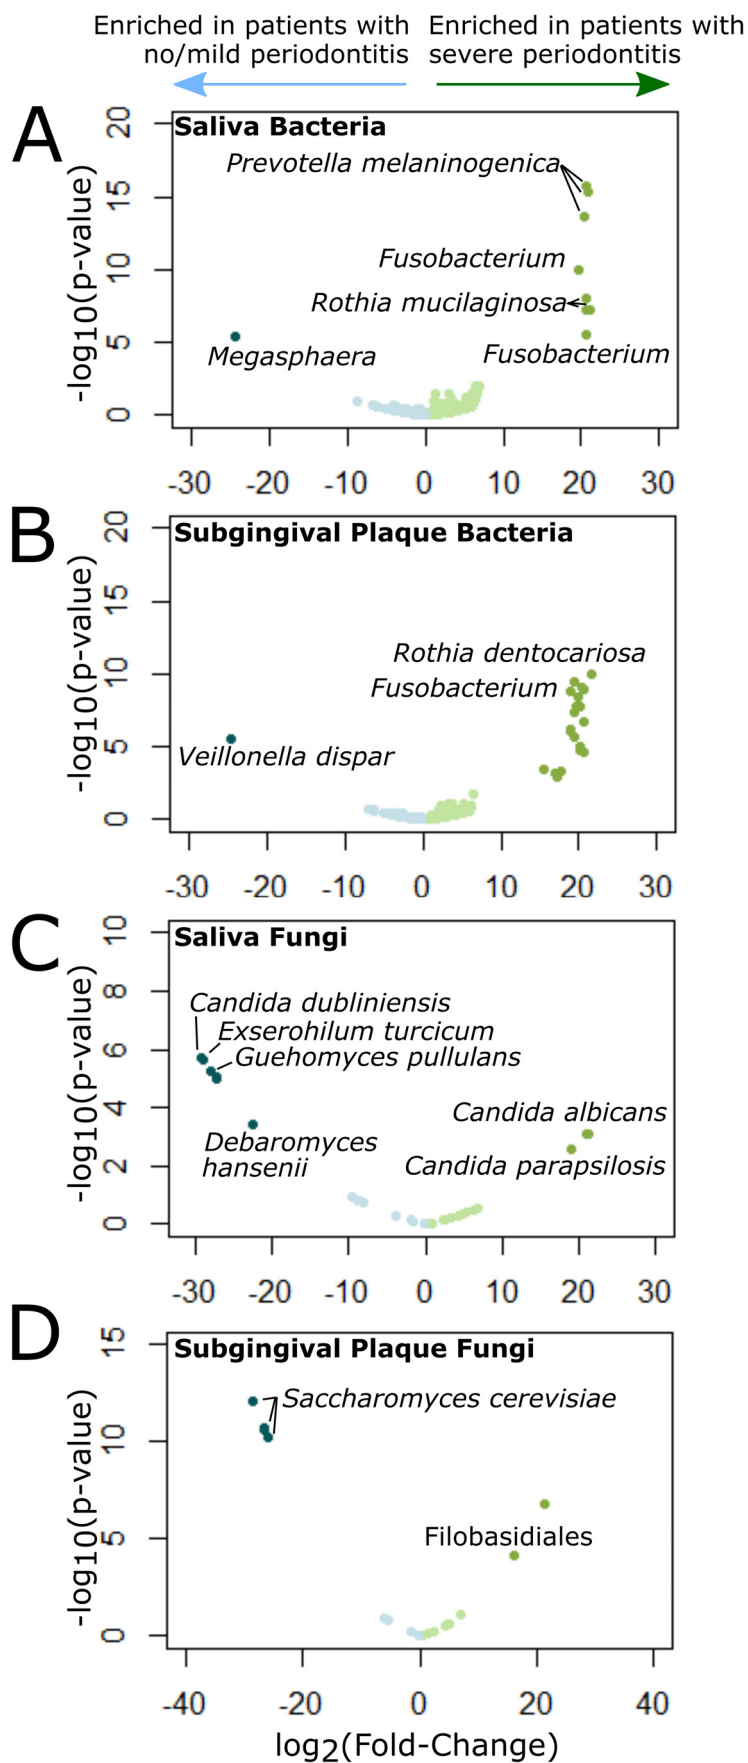 Enriched in patients with no/mild periodontitis
Enriched in patients with severe periodontitis
A
Saliva Bacteria
-log10(p-value)
20
15
10
5
0
Prevotella melaninogenica
Fusobacterium
Rothia mucilaginosa
Megasphaera
Fusobacterium
-30 -20 -10 0 10 20 30
B
Subgingival Plaque Bacteria
-log10(p-value)
20
15
10
5
0
Rothia dentocariosa
Fusobacterium
Veillonella dispar
-30 -20 -10 0 10 20 30
C
Saliva Fungi
-log10(p-value)
10
8
6
4
2
0
Candida dubliniensis
Exserohilum turcicum
Guehomyces pullulans
Candida albicans
Debaromyces
hansenii
Candida parapsilosis
-30 -20 -10 0 10 20 30
D
Subgingival Plaque Fungi
-log10(p-value)
15
10
5
0
Saccharomyces cerevisiae
Filobasidiales
-40 -20 0 20 40
log2(Fold-Change)